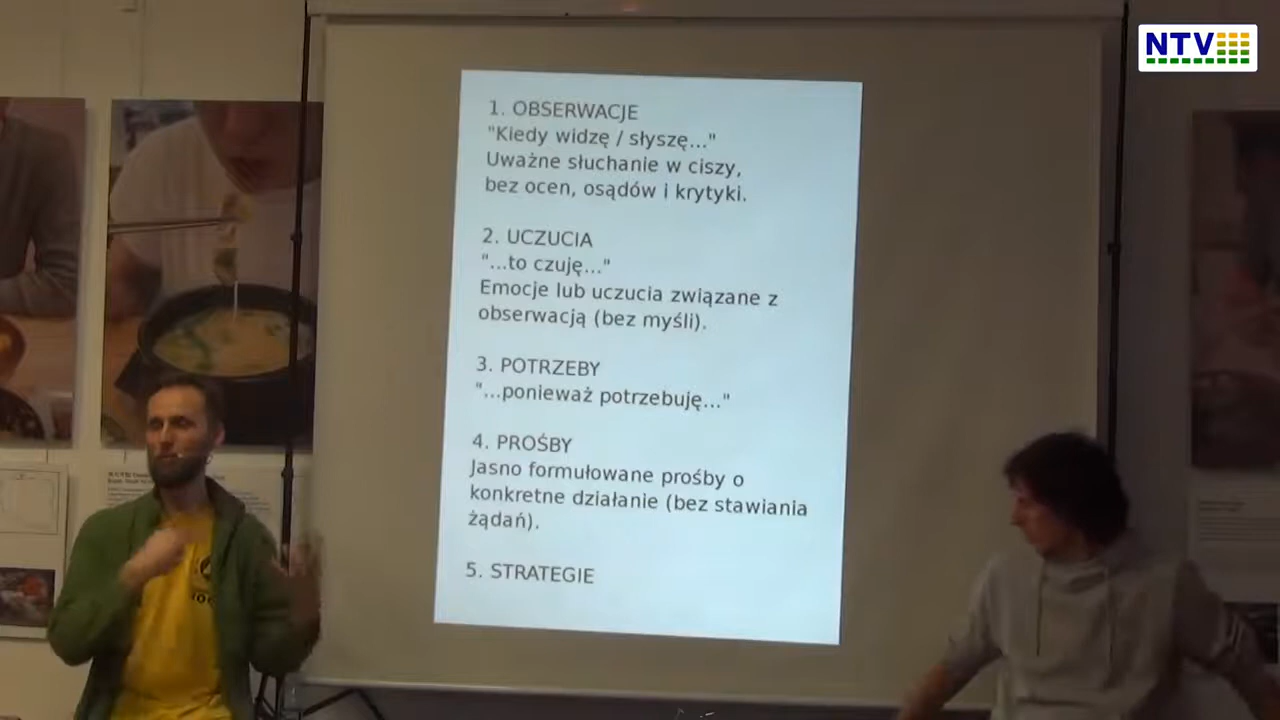 NTV
1. OBSERWACJE
"Kiedy widzę / słyszę..."
Uważne słuchanie w ciszy,
bez ocen, osądów i krytyki.
2. UCZUCIA
"...to czuję..."
Emocje lub uczucia związane z
obserwacją (bez myśli).
3. POTRZEBY
"...ponieważ potrzebuję..."
4. PROŚBY
Jasno formułowane prośby o
konkretne działanie (bez stawiania
żądań).
5. STRATEGIE